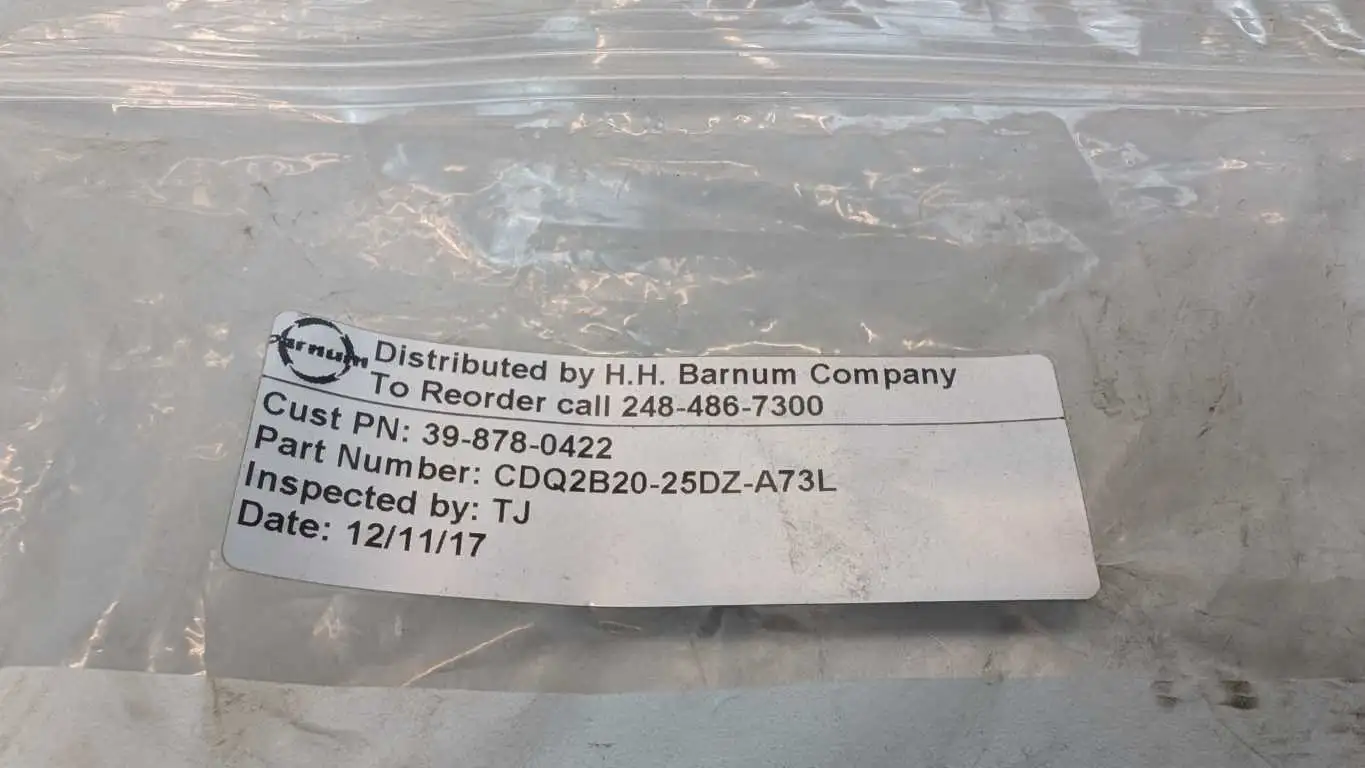 Barnum
Distributed by H.H. Barnum Company
To Reorder call 248-486-7300
Cust PN: 39-878-0422
Part Number: CDQ2B20-25DZ-A73L
Inspected by: TJ
Date: 12/11/17